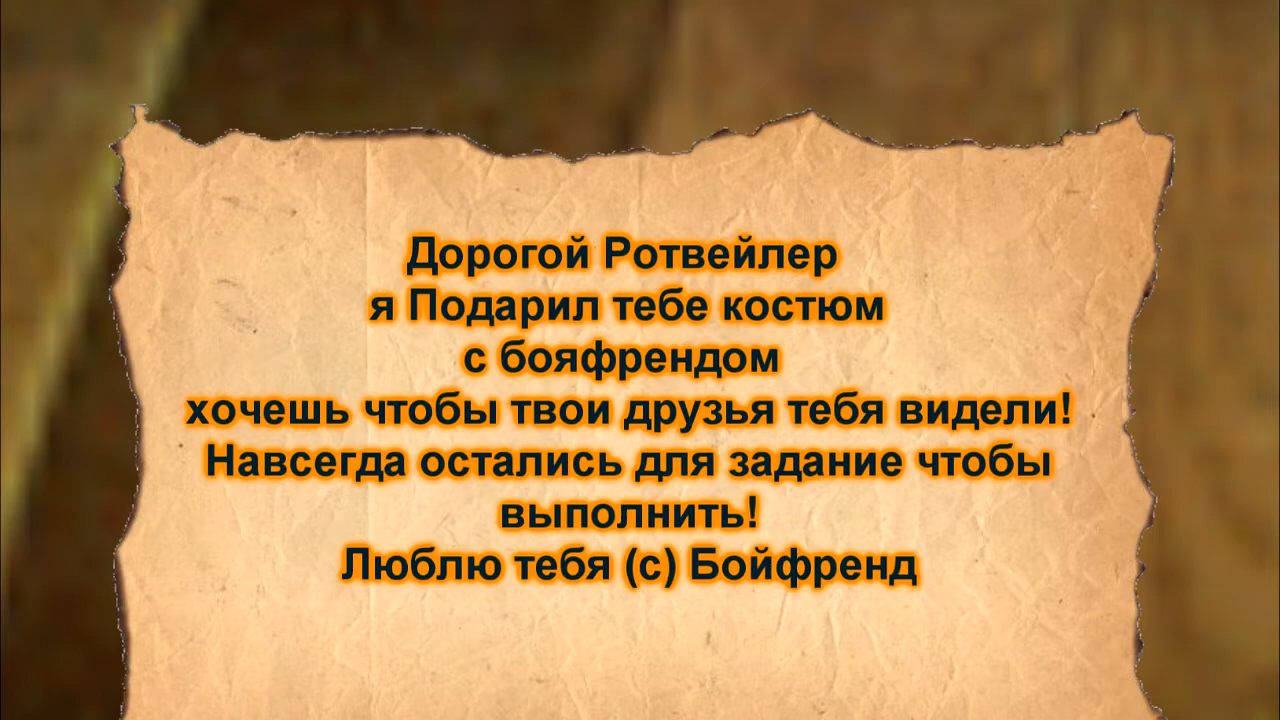 Дорогой Ротвейлер
я Подарил тебе костюм
с бояфрендом
хочешь чтобы твои друзья тебя видели!
Навсегда остались для задание чтобы
выполнить!
Люблю тебя (с) Бойфренд